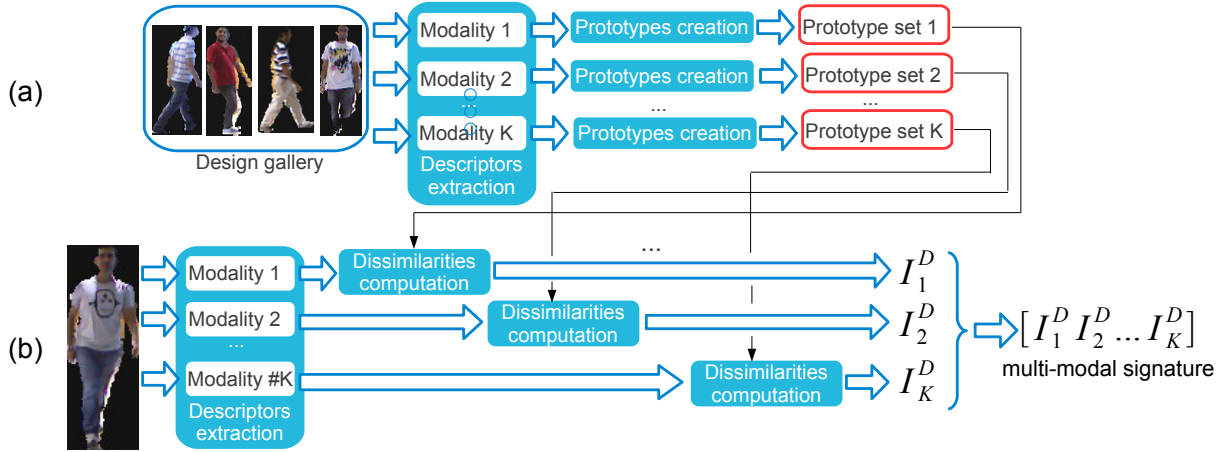 (a)
Design gallery
Modality 1
Modality 2
...
Modality K
Descriptors
extraction
Prototypes creation
Prototypes creation
...
Prototypes creation
Prototype set 1
Prototype set 2
...
Prototype set K
(b)
Modality 1
Modality 2
...
Modality #K
Descriptors
extraction
Dissimilarities
computation
Dissimilarities
computation
Dissimilarities
computation
...
I_1^D
I_2^D
I_K^D
[I_1^D I_2^D ... I_K^D]
multi-modal signature